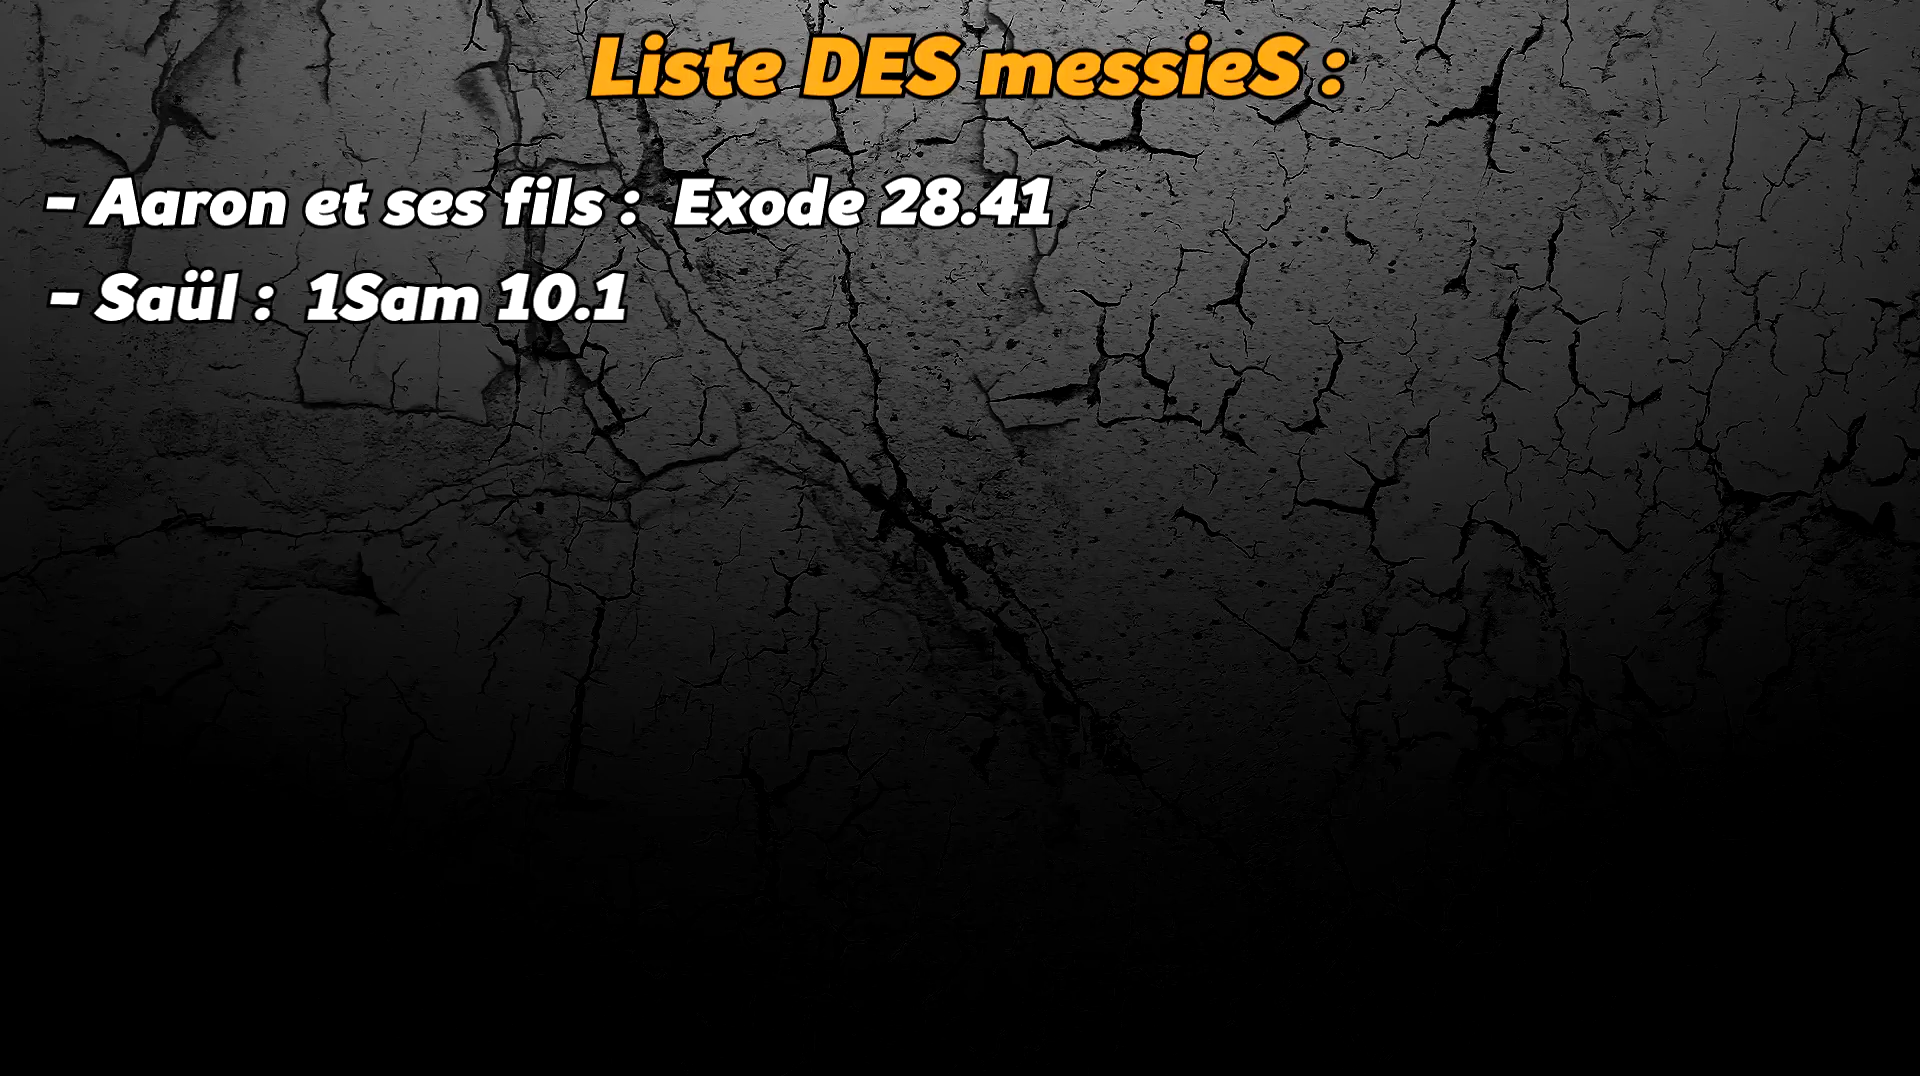 Liste DES messieS :
- Aaron et ses fils : Exode 28.41
- Saül : 1Sam 10.1